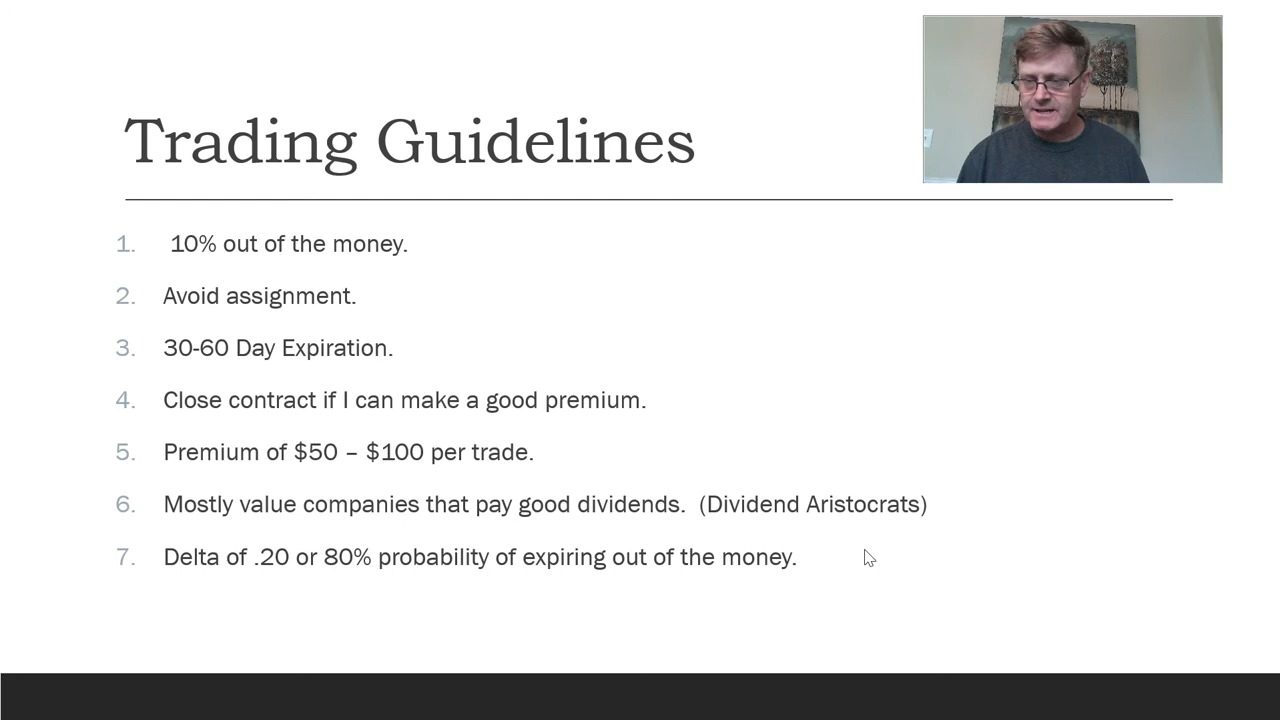 Trading Guidelines
1. 10% out of the money.
2. Avoid assignment.
3. 30-60 Day Expiration.
4. Close contract if I can make a good premium.
5. Premium of $50 – $100 per trade.
6. Mostly value companies that pay good dividends. (Dividend Aristocrats)
7. Delta of .20 or 80% probability of expiring out of the money.